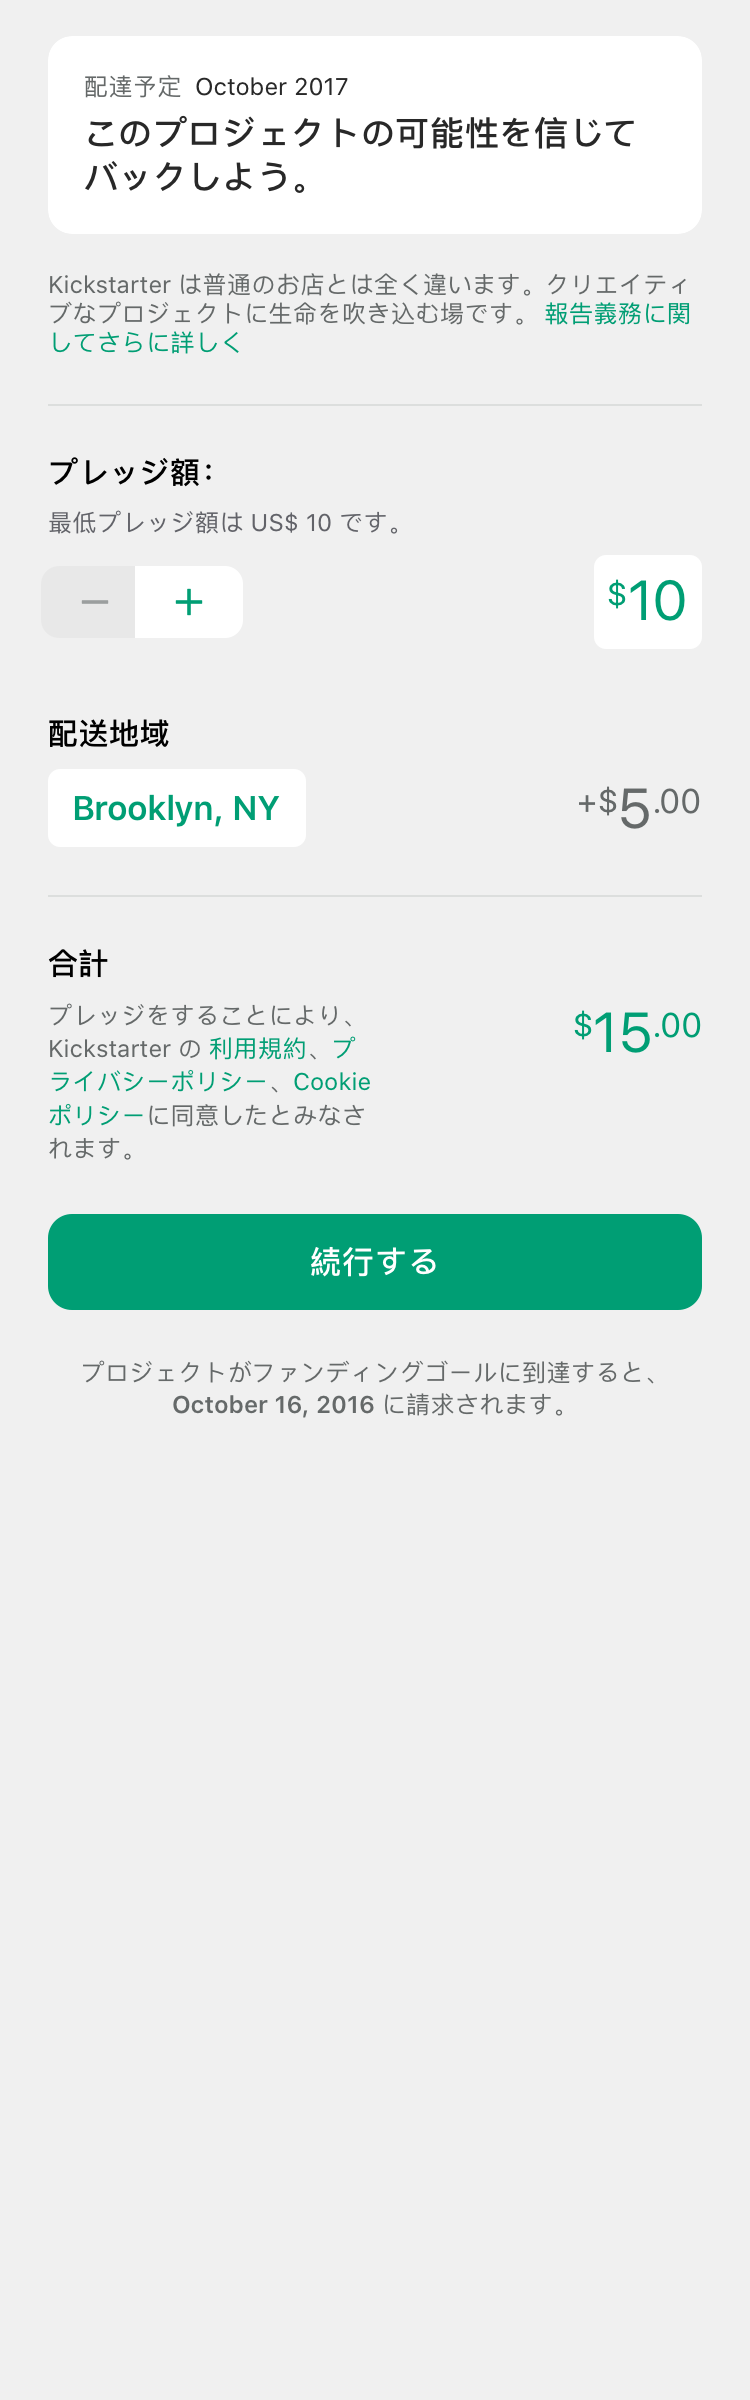 配達予定 October 2017
このプロジェクトの可能性を信じて
バックしよう。
Kickstarter は普通のお店とは全く違います。クリエイティ
ブなプロジェクトに生命を吹き込む場です。 報告義務に関
してさらに詳しく
プレッジ額：
最低プレッジ額は US$ 10 です。
− +
$10
配送地域
Brooklyn, NY
+$5.00
合計
プレッジをすることにより、
Kickstarter の 利用規約、プ
ライバシーポリシー、Cookie
ポリシーに同意したとみなさ
れます。
$15.00
続行する
プロジェクトがファンディングゴールに到達すると、
October 16, 2016 に請求されます。